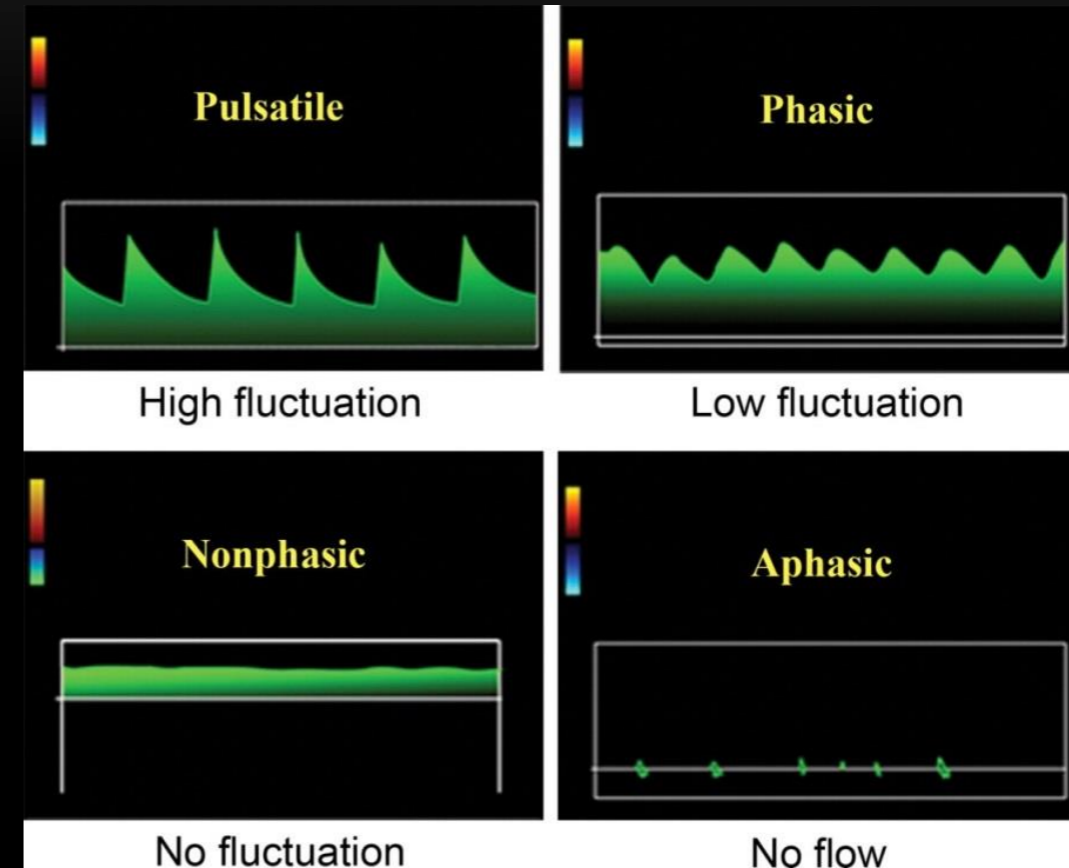 Pulsatile
Phasic
High fluctuation
Low fluctuation
Nonphasic
Aphasic
No fluctuation
No flow